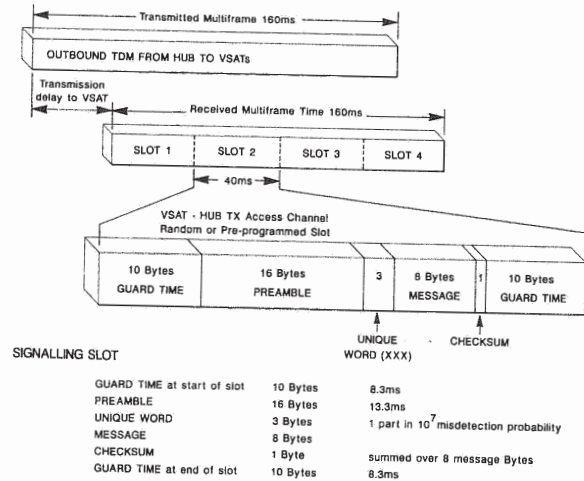 Transmitted Multiframe 160ms
OUTBOUND TDM FROM HUB TO VSATs
Transmission
delay to VSAT
Received Multiframe Time 160ms
SLOT 1 SLOT 2 SLOT 3 SLOT 4
40ms
VSAT - HUB TX Access Channel
Random or Pre-programmed Slot
10 Bytes
GUARD TIME
16 Bytes
PREAMBLE
3
8 Bytes
MESSAGE
1
10 Bytes
GUARD TIME
UNIQUE
WORD (XXX)
CHECKSUM
SIGNALLING SLOT
GUARD TIME at start of slot 10 Bytes 8.3ms
PREAMBLE 16 Bytes 13.3ms
UNIQUE WORD 3 Bytes 1 part in 10⁷ misdetection probability
MESSAGE 8 Bytes
CHECKSUM 1 Byte summed over 8 message Bytes
GUARD TIME at end of slot 10 Bytes 8.3ms